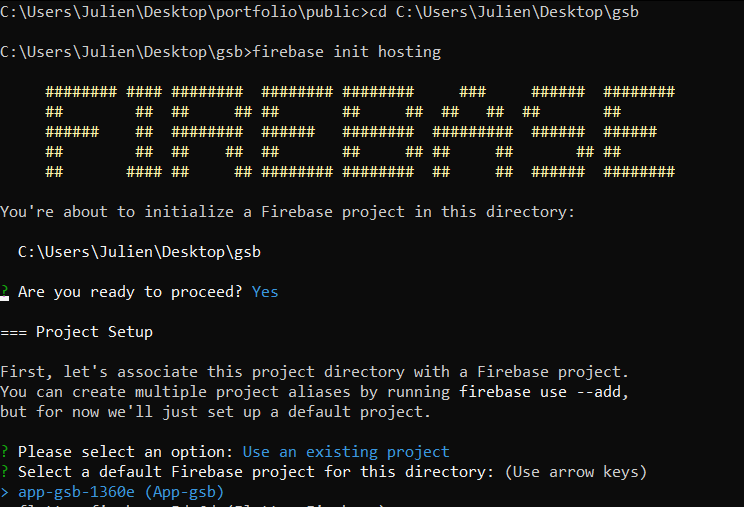 C:\Users\Julien\Desktop\portfolio\public>cd C:\Users\Julien\Desktop\gsb
C:\Users\Julien\Desktop\gsb>firebase init hosting
FIREBASE
You're about to initialize a Firebase project in this directory:
C:\Users\Julien\Desktop\gsb
? Are you ready to proceed? Yes
=== Project Setup
First, let's associate this project directory with a Firebase project.
You can create multiple project aliases by running firebase use --add,
but for now we'll just set up a default project.
? Please select an option: Use an existing project
? Select a default Firebase project for this directory: (Use arrow keys)
> app-gsb-1360e (App-gsb)